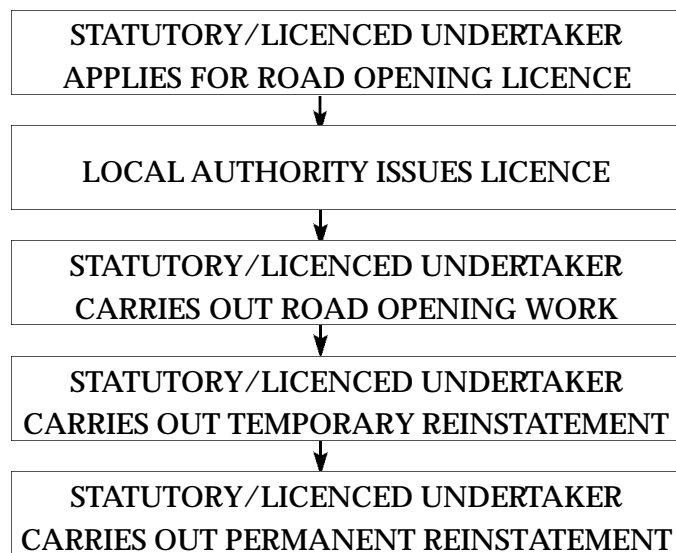 STATUTORY/LICENCED UNDERTAKER
APPLIES FOR ROAD OPENING LICENCE
LOCAL AUTHORITY ISSUES LICENCE
STATUTORY/LICENCED UNDERTAKER
CARRIES OUT ROAD OPENING WORK
STATUTORY/LICENCED UNDERTAKER
CARRIES OUT TEMPORARY REINSTATEMENT
STATUTORY/LICENCED UNDERTAKER
CARRIES OUT PERMANENT REINSTATEMENT